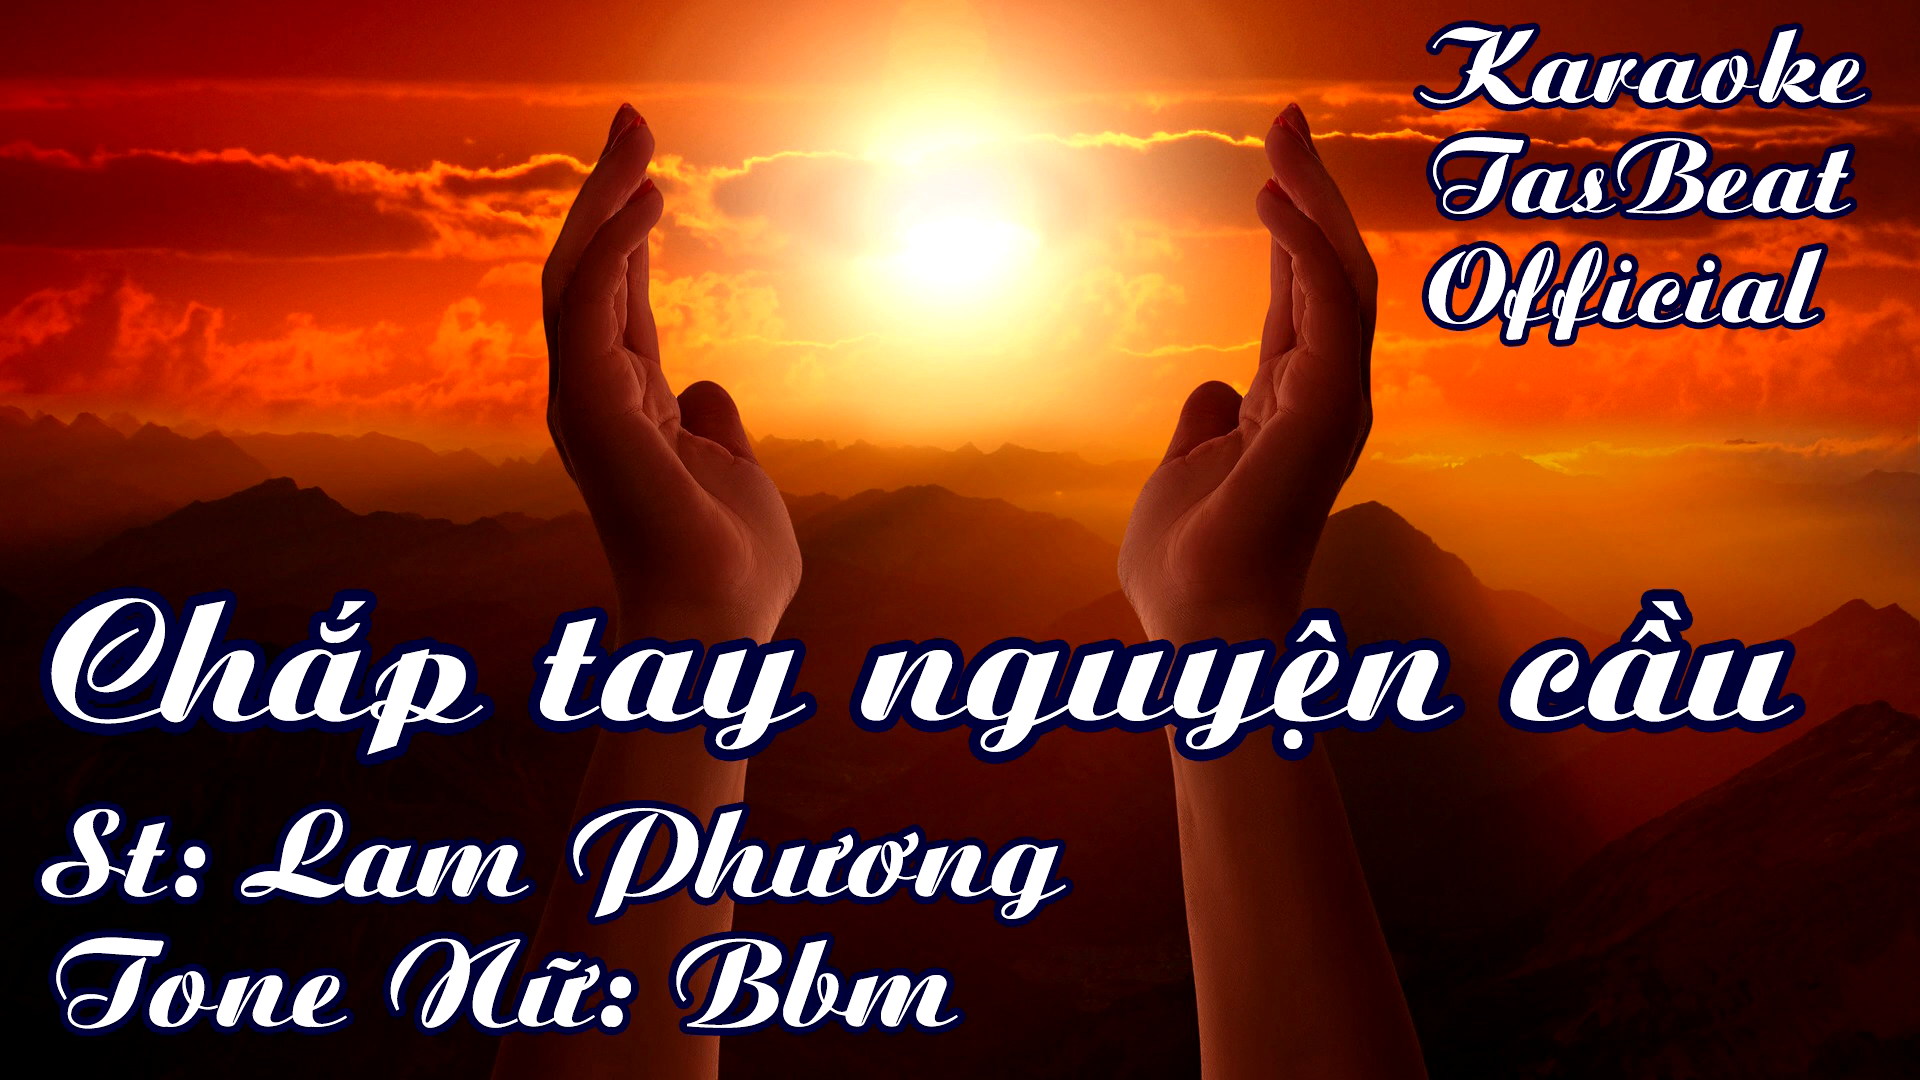 Karaoke
TasBeat
Official
Chắp tay nguyện cầu
St: Lam Phương
Tone Nữ: Bbm